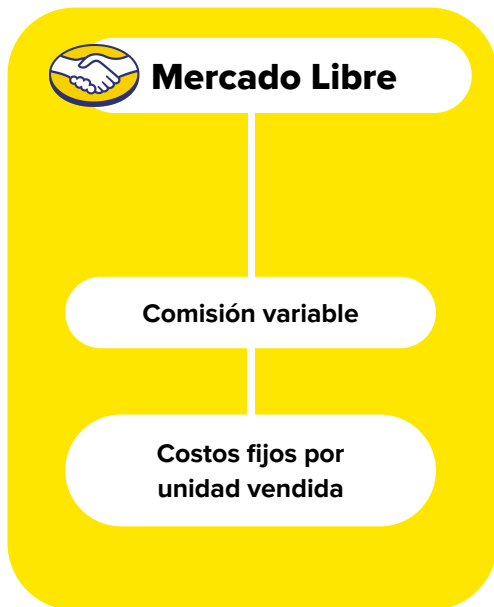 Mercado Libre
Comisión variable
Costos fijos por
unidad vendida